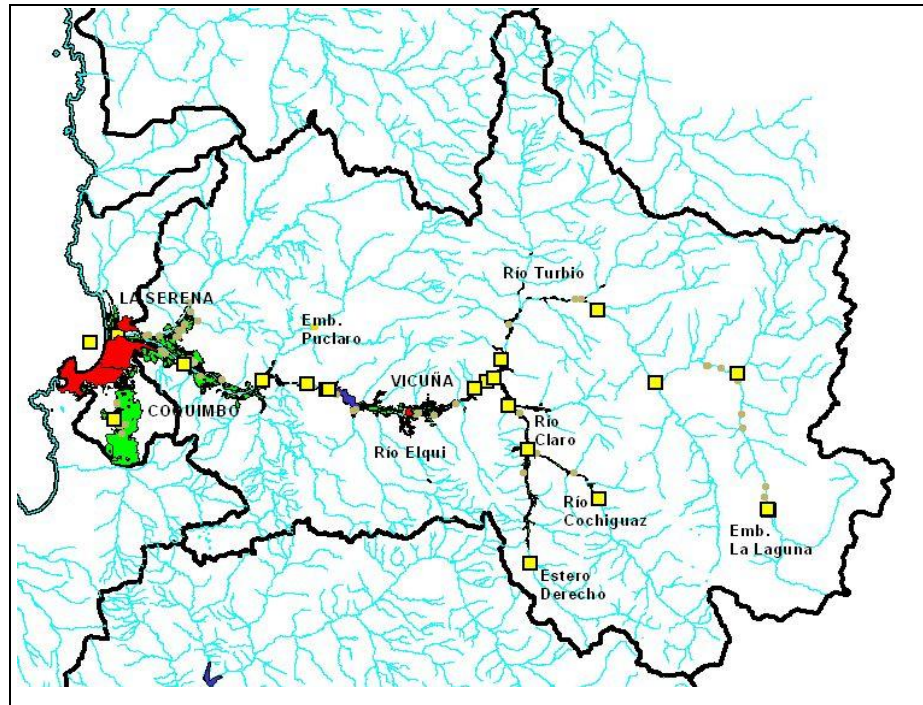 Río Turbio
LA SERENA
Emb.
Puclaro
VICUÑA
COQUIMBO
Río
Claro
Río Elqui
Río
Cochiguaz
Emb.
La Laguna
Estero
Derecho